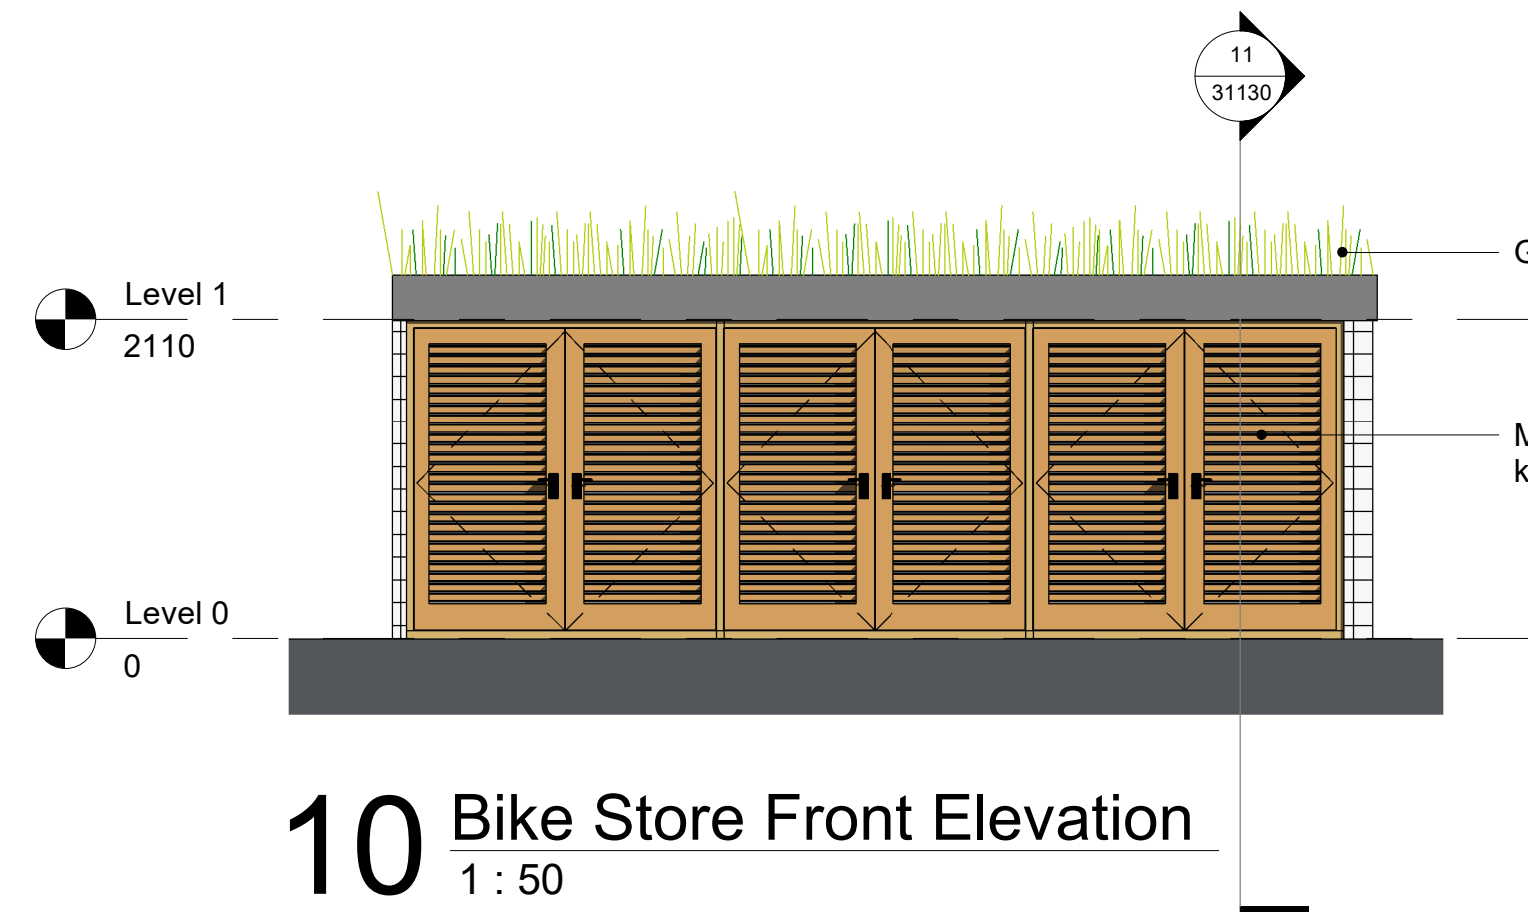 11
31130
G
Level 1
2110
M
k
Level 0
0
10 Bike Store Front Elevation
1 : 50